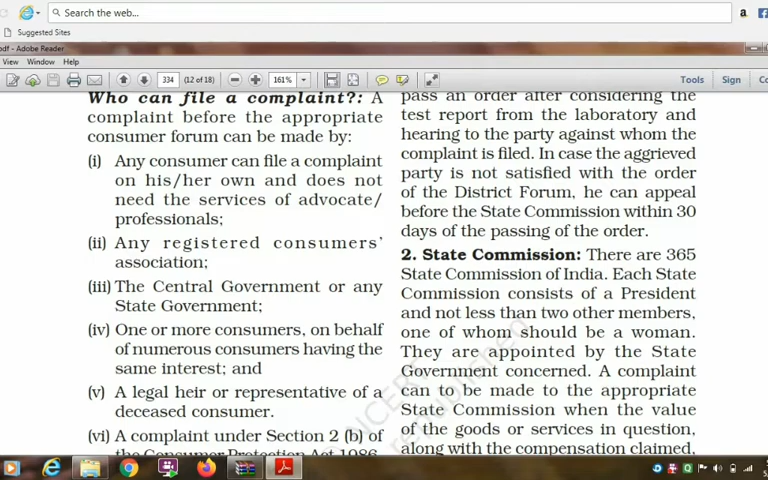 Search the web...
a
Suggested Sites
pdf - Adobe Reader
View Window Help
334 (12 of 18) 161% Tools Sign
Who can file a complaint?: A
complaint before the appropriate
consumer forum can be made by:
(i) Any consumer can file a complaint
on his/her own and does not
need the services of advocate/
professionals;
(ii) Any registered consumers'
association;
(iii) The Central Government or any
State Government;
(iv) One or more consumers, on behalf
of numerous consumers having the
same interest; and
(v) A legal heir or representative of a
deceased consumer.
(vi) A complaint under Section 2 (b) of
the Consumer Protection Act 1986
pass an order after considering the
test report from the laboratory and
hearing to the party against whom the
complaint is filed. In case the aggrieved
party is not satisfied with the order
of the District Forum, he can appeal
before the State Commission within 30
days of the passing of the order.
2. State Commission: There are 365
State Commission of India. Each State
Commission consists of a President
and not less than two other members,
one of whom should be a woman.
They are appointed by the State
Government concerned. A complaint
can to be made to the appropriate
State Commission when the value
of the goods or services in question,
along with the compensation claimed,
NCERT
republished